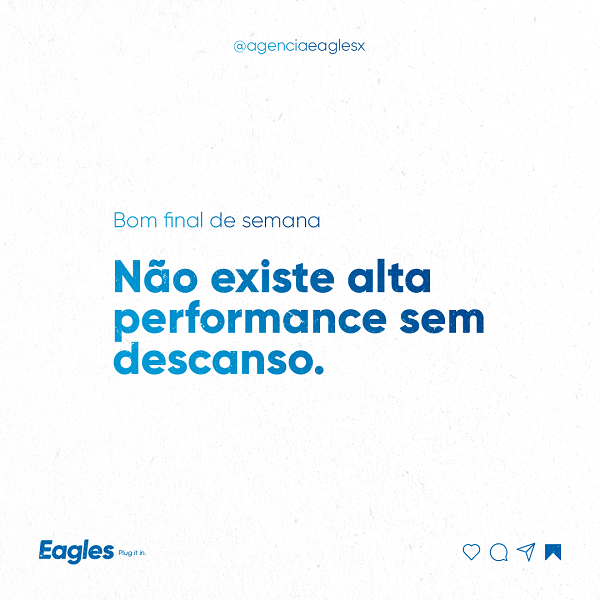 @agenciaeaglesx
Bom final de semana
Não existe alta
performance sem
descanso.
Eagles Plug it in.